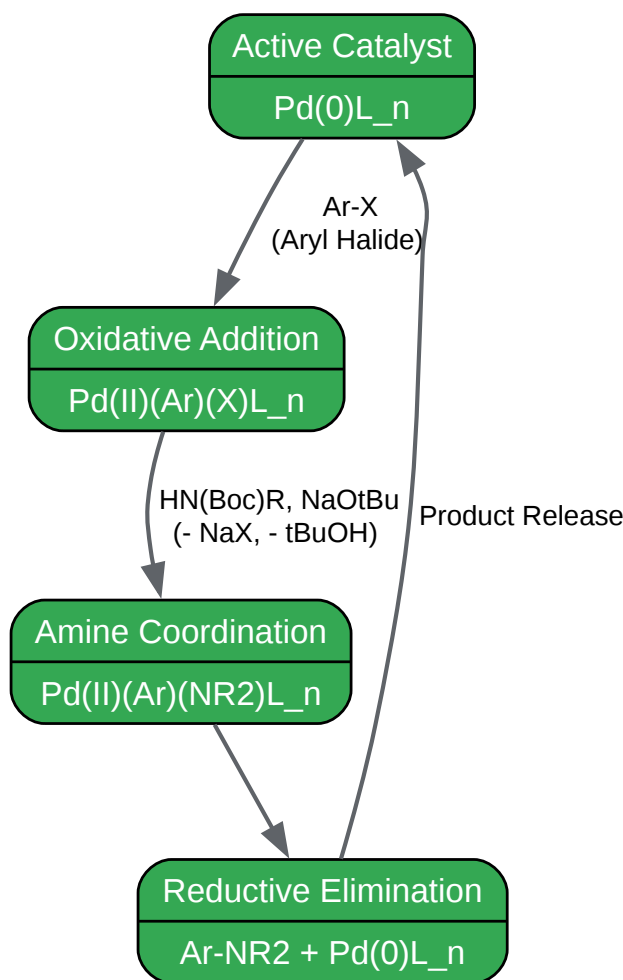 Active Catalyst
Pd(0)L_n
Ar-X
(Aryl Halide)
Oxidative Addition
Pd(II)(Ar)(X)L_n
HN(Boc)R, NaOtBu
(- NaX, - tBuOH)
Product Release
Amine Coordination
Pd(II)(Ar)(NR2)L_n
Reductive Elimination
Ar-NR2 + Pd(0)L_n